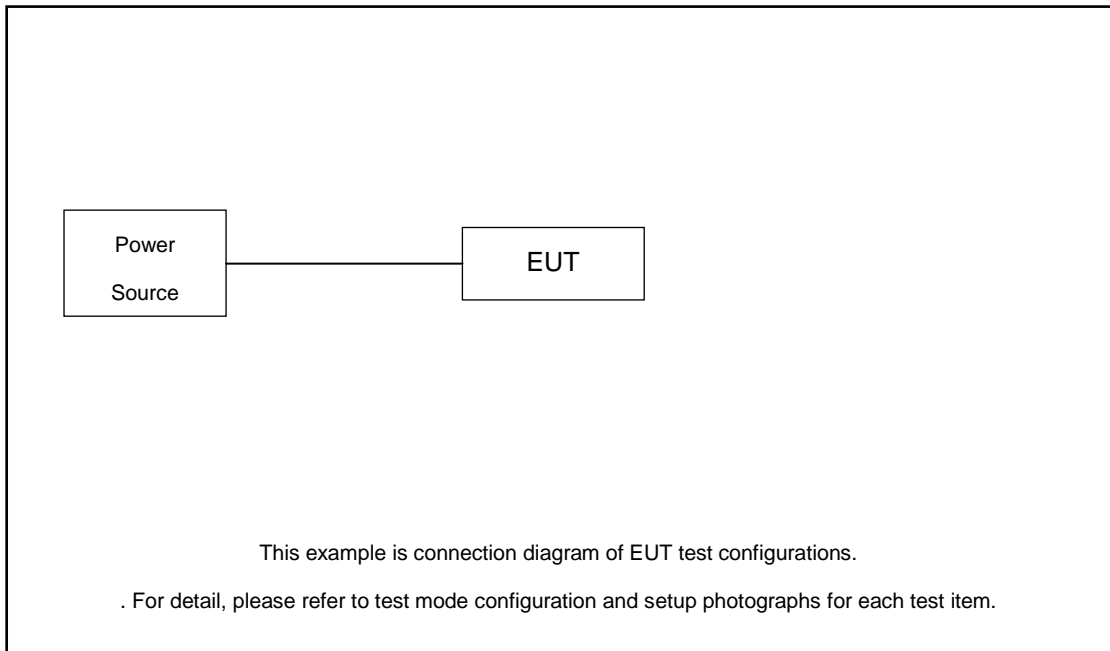 Power
Source
EUT
This example is connection diagram of EUT test configurations.
. For detail, please refer to test mode configuration and setup photographs for each test item.